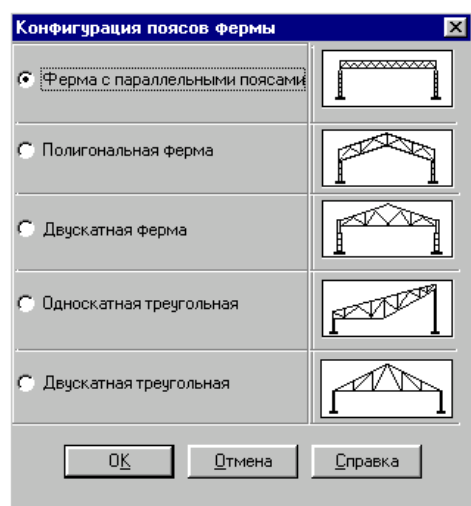 Конфигурация поясов фермы
Ферма с параллельными поясами
Полигональная ферма
Двускатная ферма
Односкатная треугольная
Двускатная треугольная
OK Отмена Справка